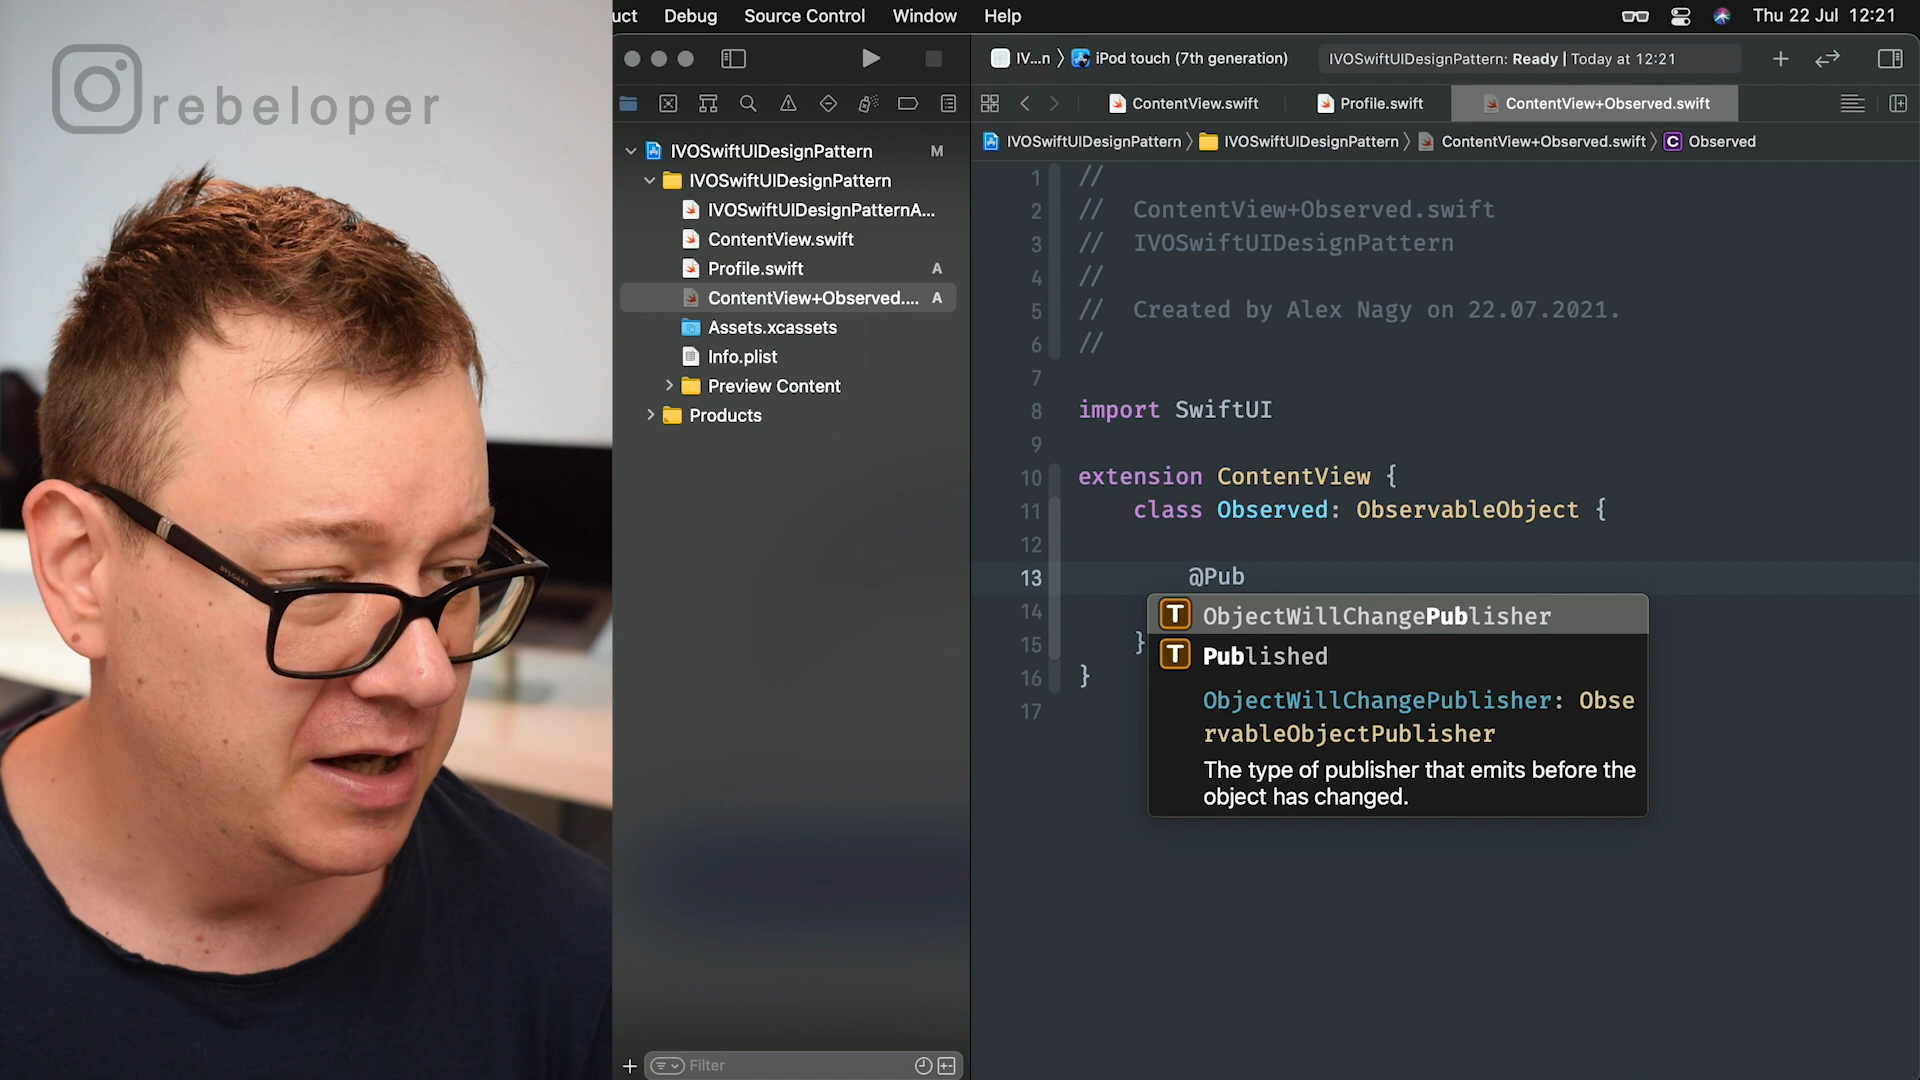 rebeloper
uct Debug Source Control Window Help Thu 22 Jul 12:21
IV...n iPod touch (7th generation) IVOSwiftUIDesignPattern: Ready | Today at 12:21
ContentView.swift Profile.swift ContentView+Observed.swift
IVOSwiftUIDesignPattern IVOSwiftUIDesignPattern ContentView+Observed.swift C Observed
IVOSwiftUIDesignPattern M
IVOSwiftUIDesignPattern
IVOSwiftUIDesignPatternA...
ContentView.swift
Profile.swift A
ContentView+Observed.... A
Assets.xcassets
Info.plist
Preview Content
Products
Filter
1 //
2 // ContentView+Observed.swift
3 // IVOSwiftUIDesignPattern
4 //
5 // Created by Alex Nagy on 22.07.2021.
6 //
7
8 import SwiftUI
9
10 extension ContentView {
11 class Observed: ObservableObject {
12
13 @Pub
14
15 }
16 }
17
T ObjectWillChangePublisher
T Published
ObjectWillChangePublisher: Obse
rvableObjectPublisher
The type of publisher that emits before the
object has changed.